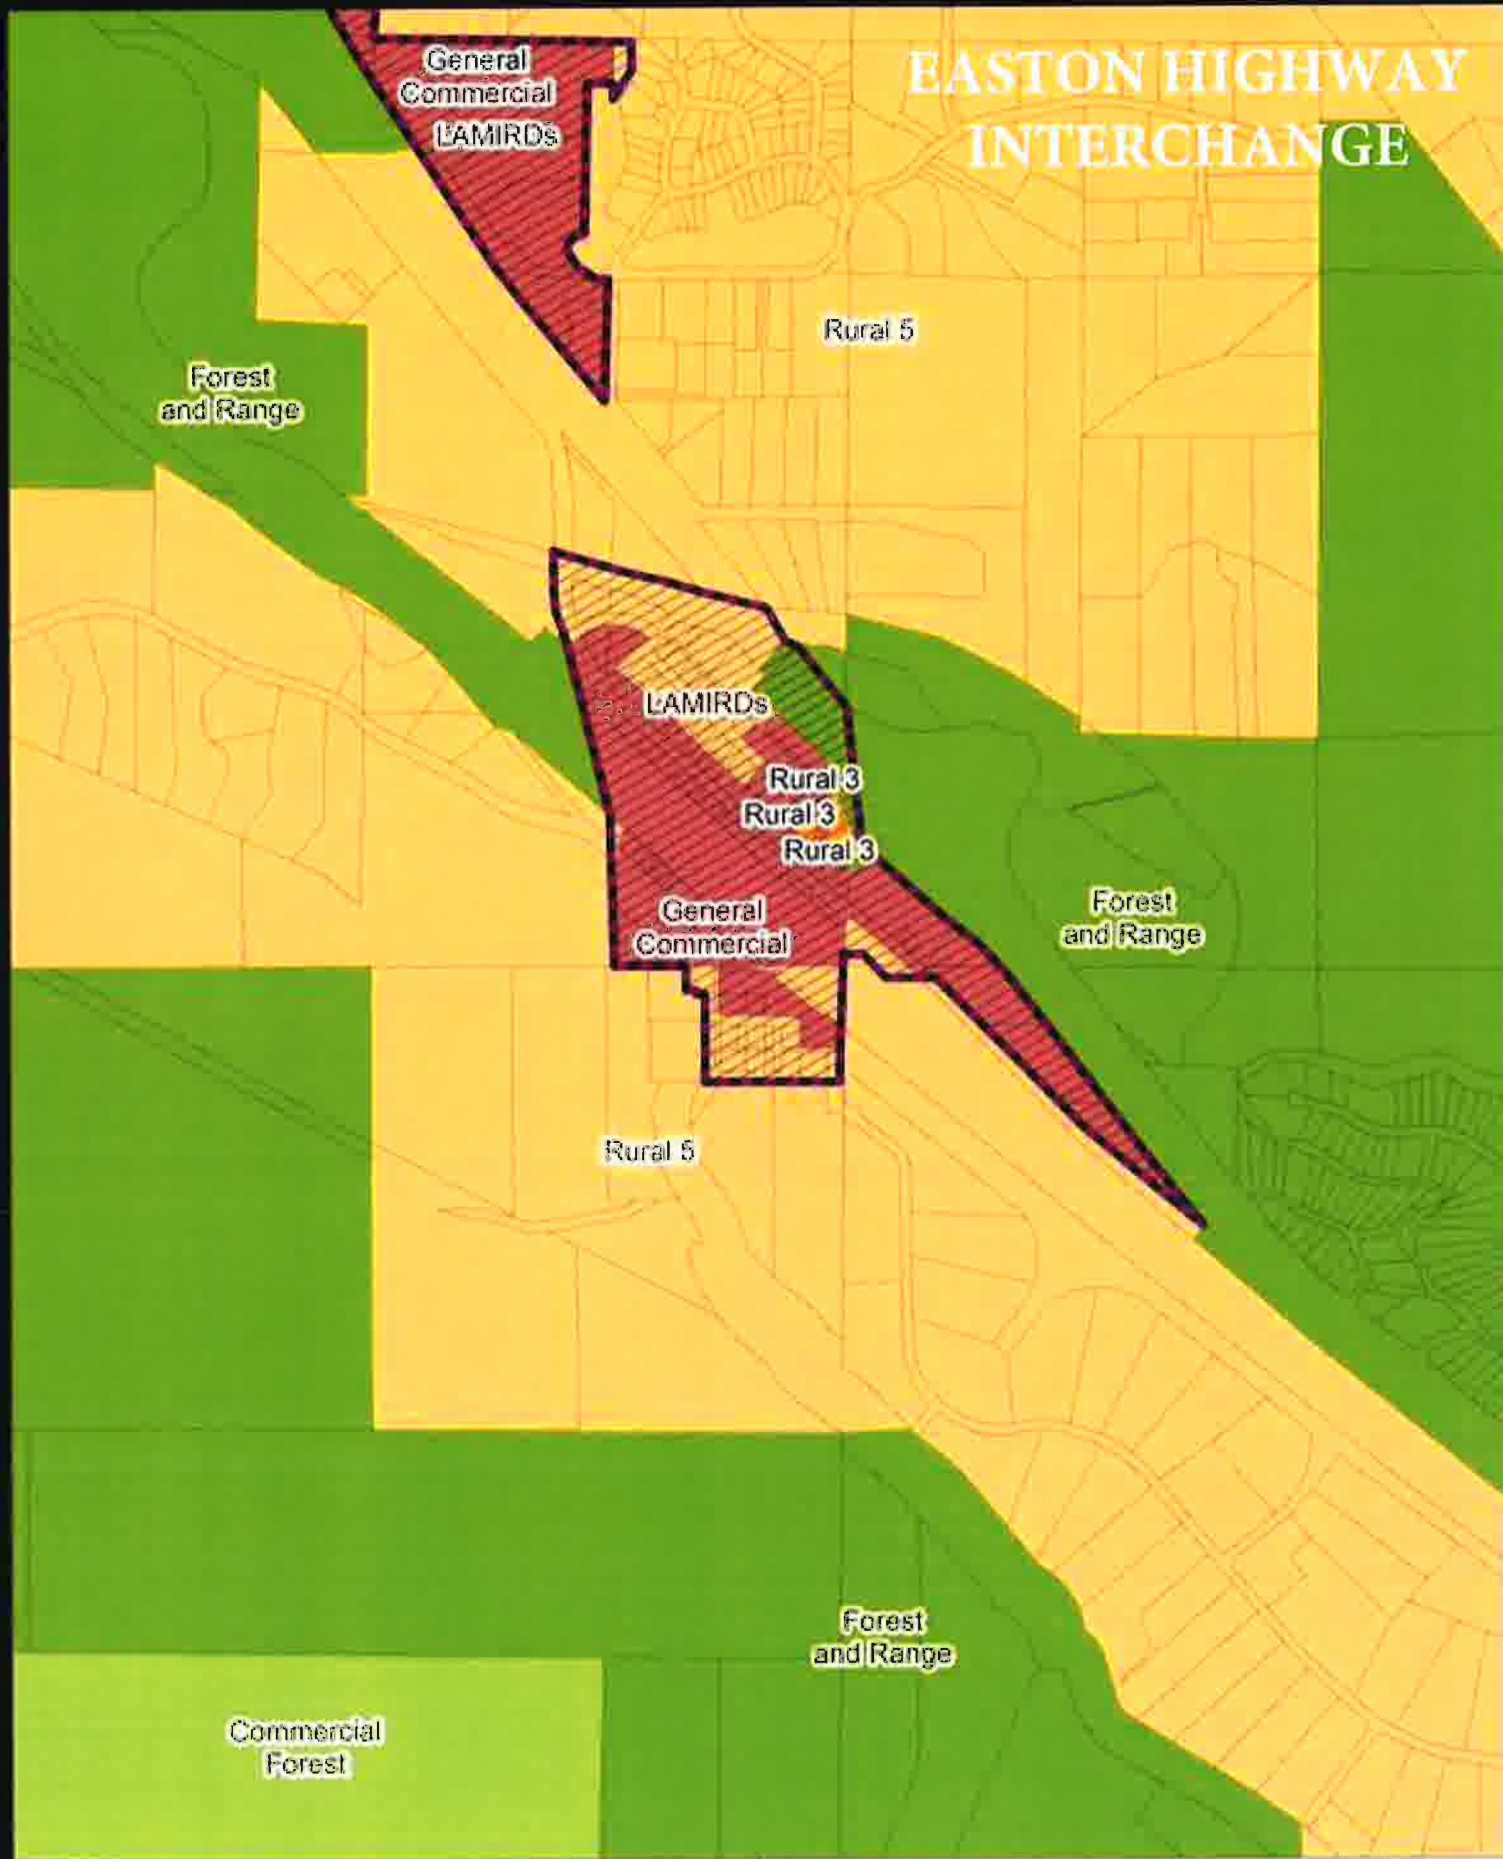 EASTON HIGHWAY
INTERCHANGE
General
Commercial
LAMIRDs
Rural 5
Forest
and Range
LAMIRDs
Rural 3
Rural 3
Rural 3
General
Commercial
Forest
and Range
Rural 5
Forest
and Range
Commercial
Forest